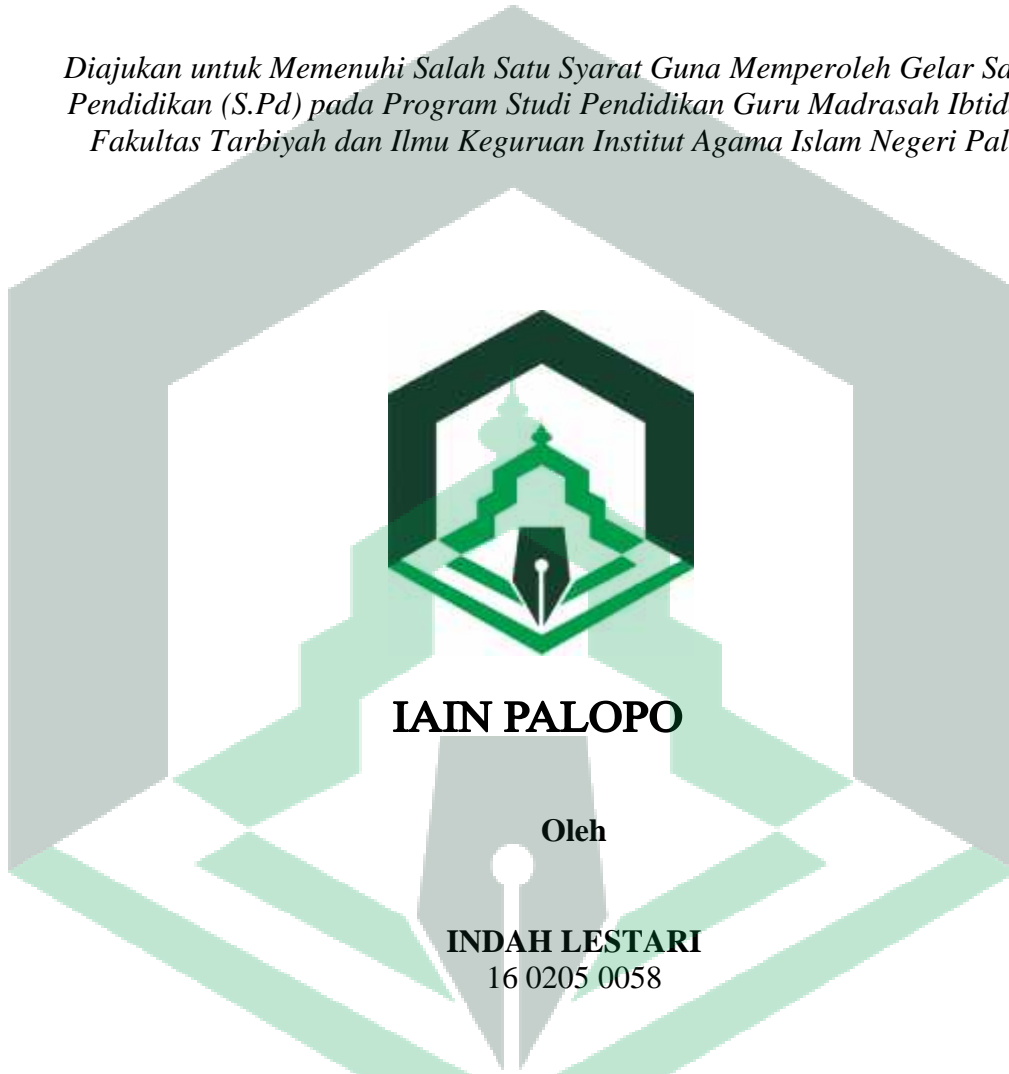 Diajukan untuk Memenuhi Salah Satu Syarat Guna Memperoleh Gelar Sa
Pendidikan (S.Pd) pada Program Studi Pendidikan Guru Madrasah Ibtid
Fakultas Tarbiyah dan Ilmu Keguruan Institut Agama Islam Negeri Pal
IAIN PALOPO
Oleh
INDAH LESTARI
16 0205 0058